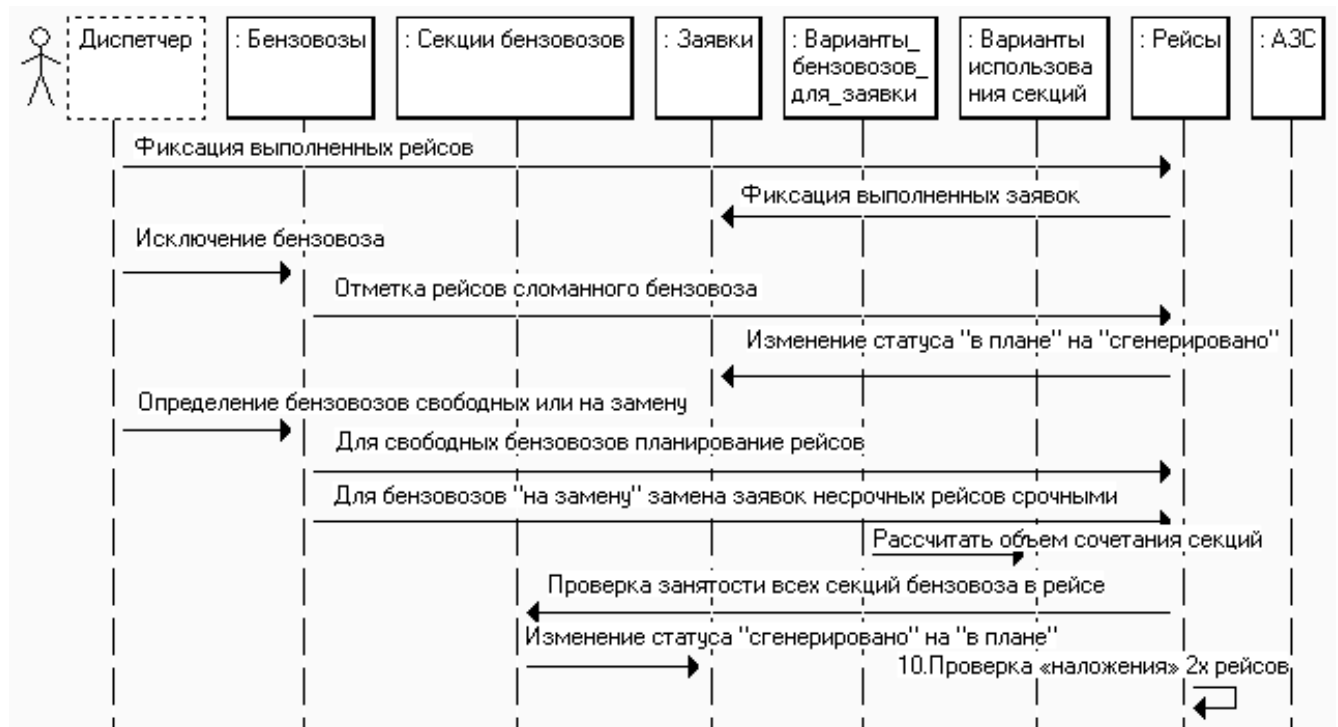 Диспетчер
: Бензовозы
: Секции бензовозов
: Заявки
: Варианты_
бензовозов_
для_заявки
: Варианты
использова
ния секций
: Рейсы
: АЗС
Фиксация выполненных рейсов
Фиксация выполненных заявок
Исключение бензовоза
Отметка рейсов сломанного бензовоза
Изменение статуса "в плане" на "сгенерировано"
Определение бензовозов свободных или на замену
Для свободных бензовозов планирование рейсов
Для бензовозов "на замену" замена заявок несрочных рейсов срочными
Рассчитать объем сочетания секций
Проверка занятости всех секций бензовоза в рейсе
Изменение статуса "сгенерировано" на "в плане"
10.Проверка «наложения» 2х рейсов